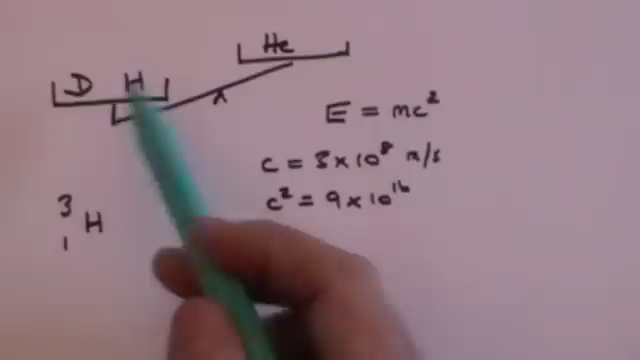 He
D H
E = mc²
c = 3×10⁸ m/s
c² = 9×10¹⁶
³₁H